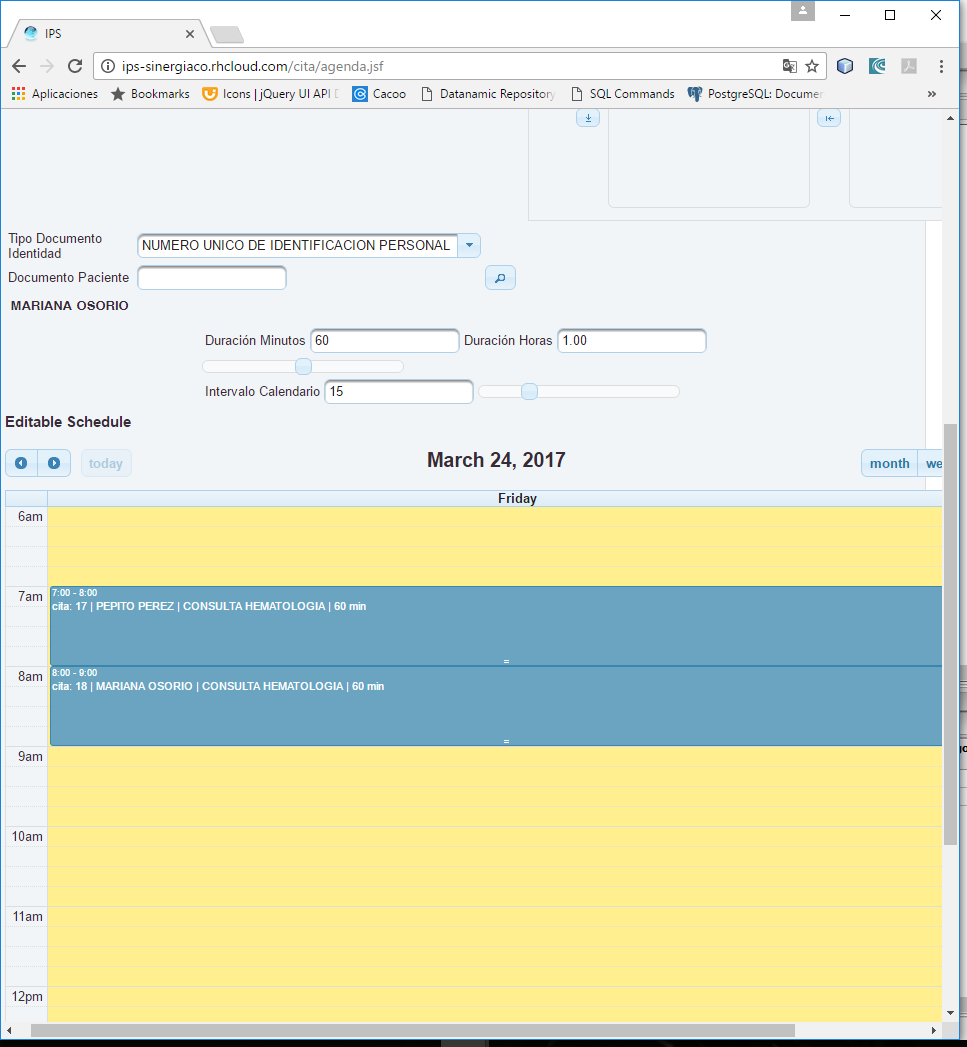 IPS
ips-sinergiaco.rhcloud.com/cita/agenda.jsf
Aplicaciones Bookmarks Icons | jQuery UI API Cacoo Datanamic Repository SQL Commands PostgreSQL: Documen »
Tipo Documento
Identidad
NUMERO UNICO DE IDENTIFICACION PERSONAL
Documento Paciente
MARIANA OSORIO
Duración Minutos 60 Duración Horas 1.00
Intervalo Calendario 15
Editable Schedule
today March 24, 2017 month we
Friday
6am
7am
7:00 - 8:00
cita: 17 | PEPITO PEREZ | CONSULTA HEMATOLOGIA | 60 min
=
8am
8:00 - 9:00
cita: 18 | MARIANA OSORIO | CONSULTA HEMATOLOGIA | 60 min
=
9am
10am
11am
12pm